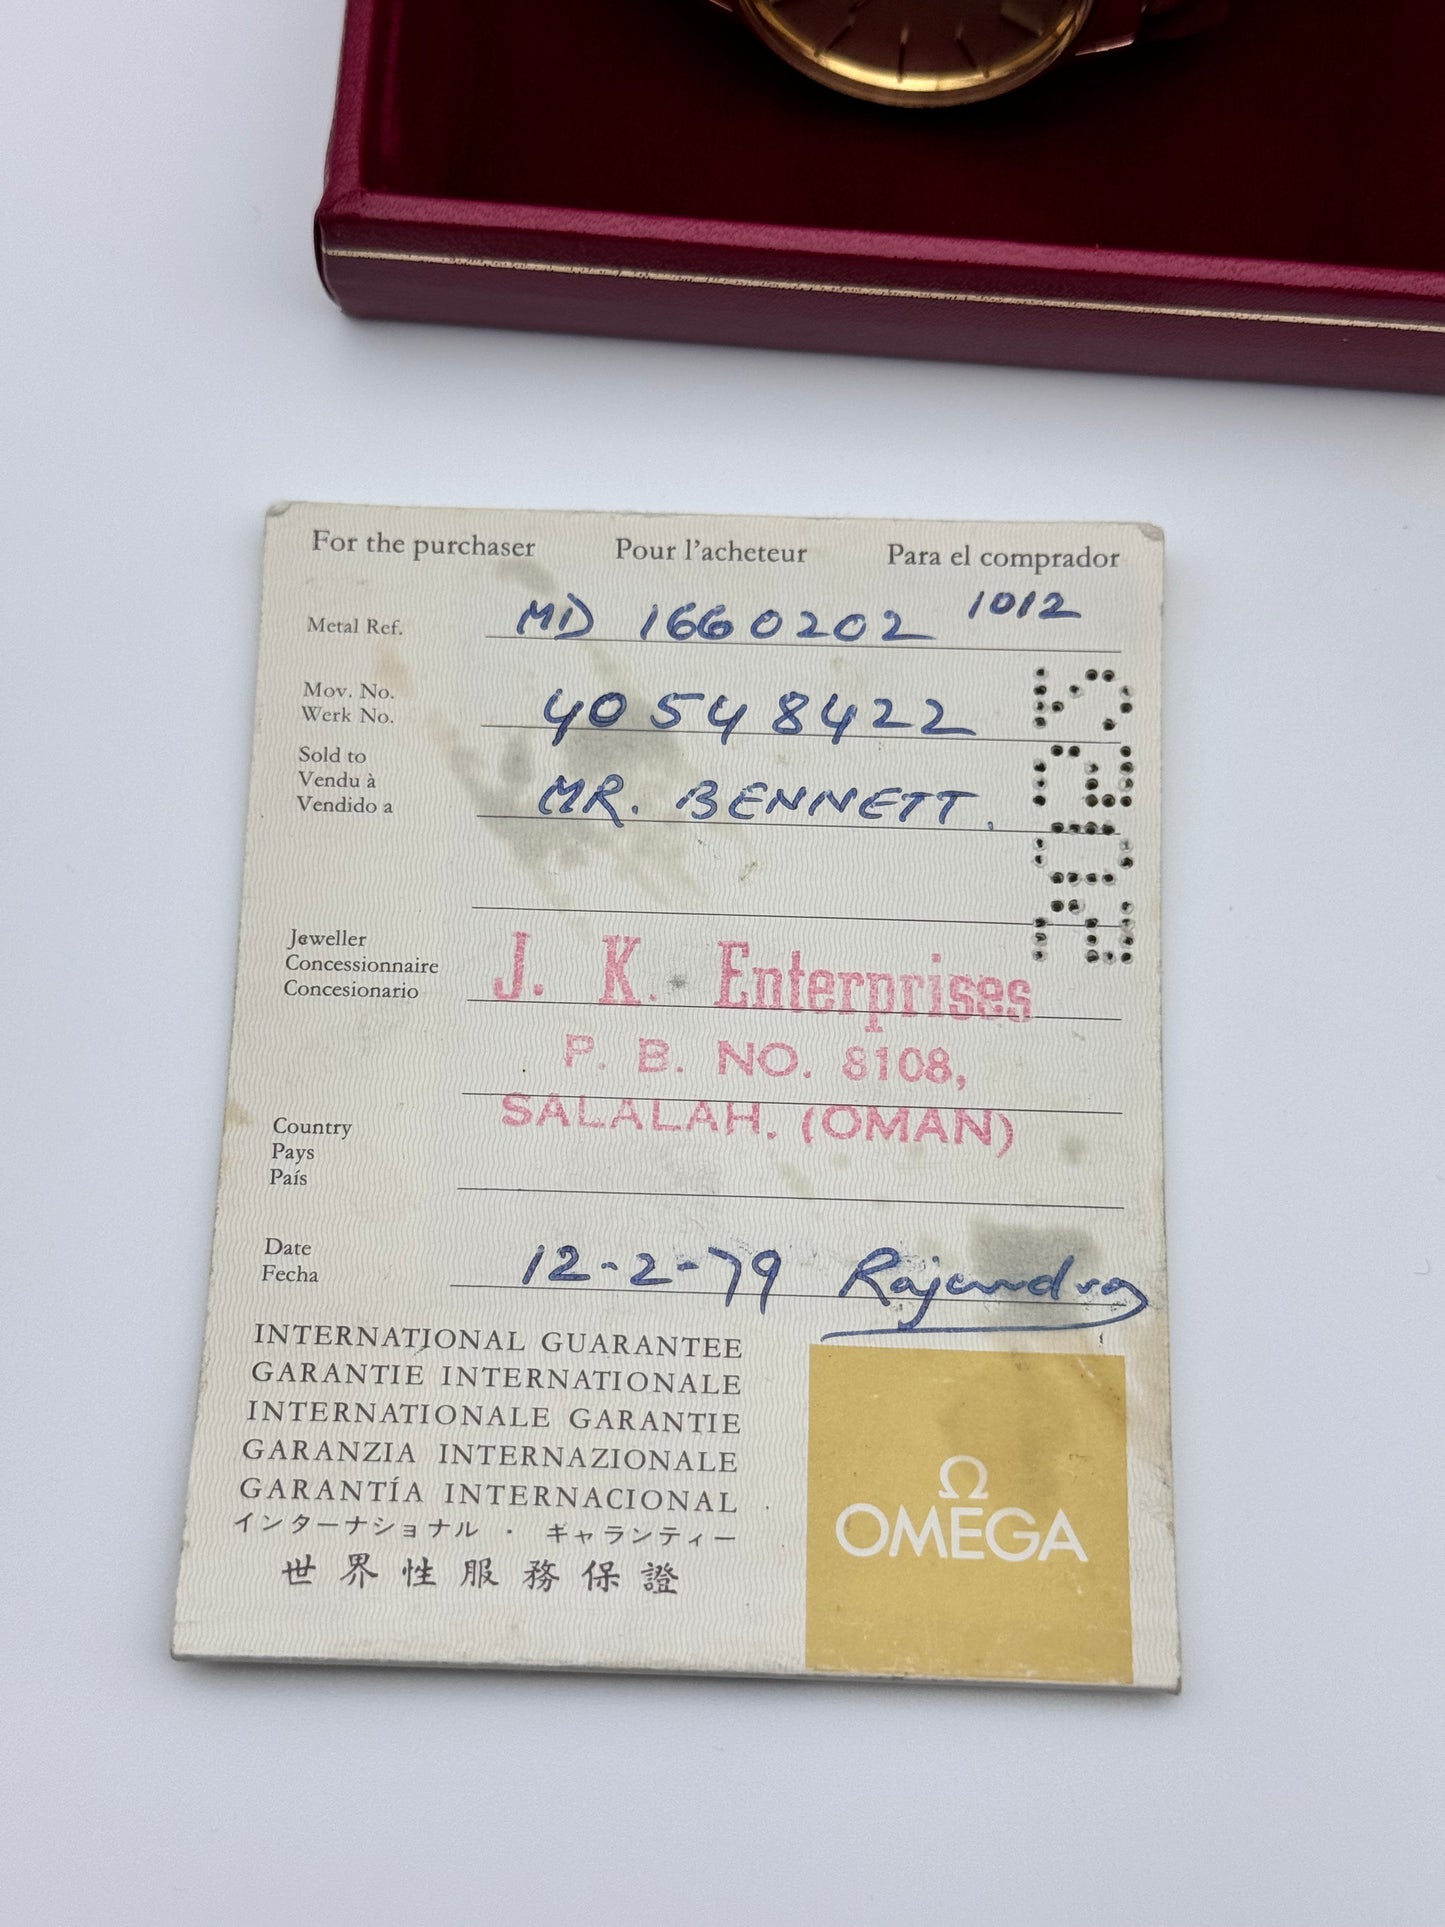 For the purchaser Pour l'acheteur Para el comprador
Metal Ref. MD 1660202 1012
Mov. No.
Werk No. 40548422
Sold to
Vendu à
Vendido a MR. BENNETT.
Jeweller
Concessionnaire
Concesionario
J. K. Enterprises
P. B. NO. 8108,
SALALAH. (OMAN)
Country
Pays
País
Date
Fecha 12-2-79 Rajendra
INTERNATIONAL GUARANTEE
GARANTIE INTERNATIONALE
INTERNATIONALE GARANTIE
GARANZIA INTERNAZIONALE
GARANTÍA INTERNACIONAL
インターナショナル · ギャランティー
世界性服務保證
Ω
OMEGA